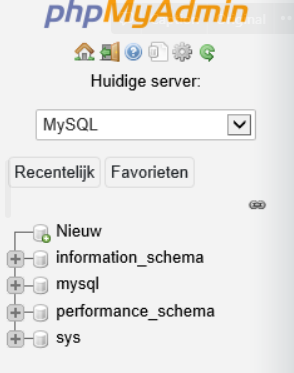 phpMyAdmin
Huidige server:
MySQL
Recentelijk Favorieten
Nieuw
information_schema
mysql
performance_schema
sys